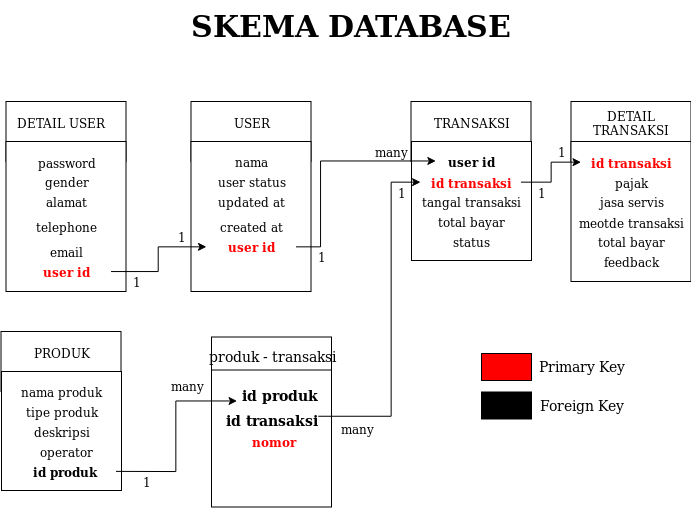 SKEMA DATABASE
DETAIL USER
password
gender
alamat
telephone
email
user id
1
1
USER
nama
user status
updated at
created at
user id
1
many
TRANSAKSI
user id
id transaksi
tangal transaksi
total bayar
status
1
1
1
DETAIL
TRANSAKSI
id transaksi
pajak
jasa servis
meotde transaksi
total bayar
feedback
PRODUK
nama produk
tipe produk
deskripsi
operator
id produk
1
many
produk - transaksi
id produk
id transaksi
nomor
many
Primary Key
Foreign Key